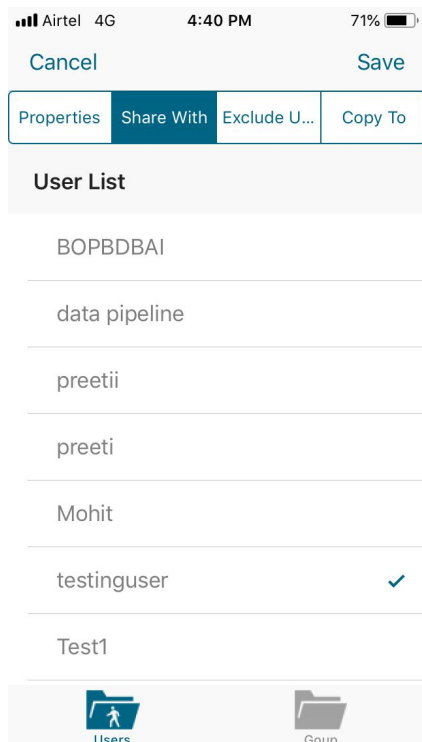 Airtel 4G 4:40 PM 71%
Cancel Save
Properties Share With Exclude U... Copy To
User List
BOPBDBAI
data pipeline
preetii
preeti
Mohit
testinguser
Test1
Users Goup